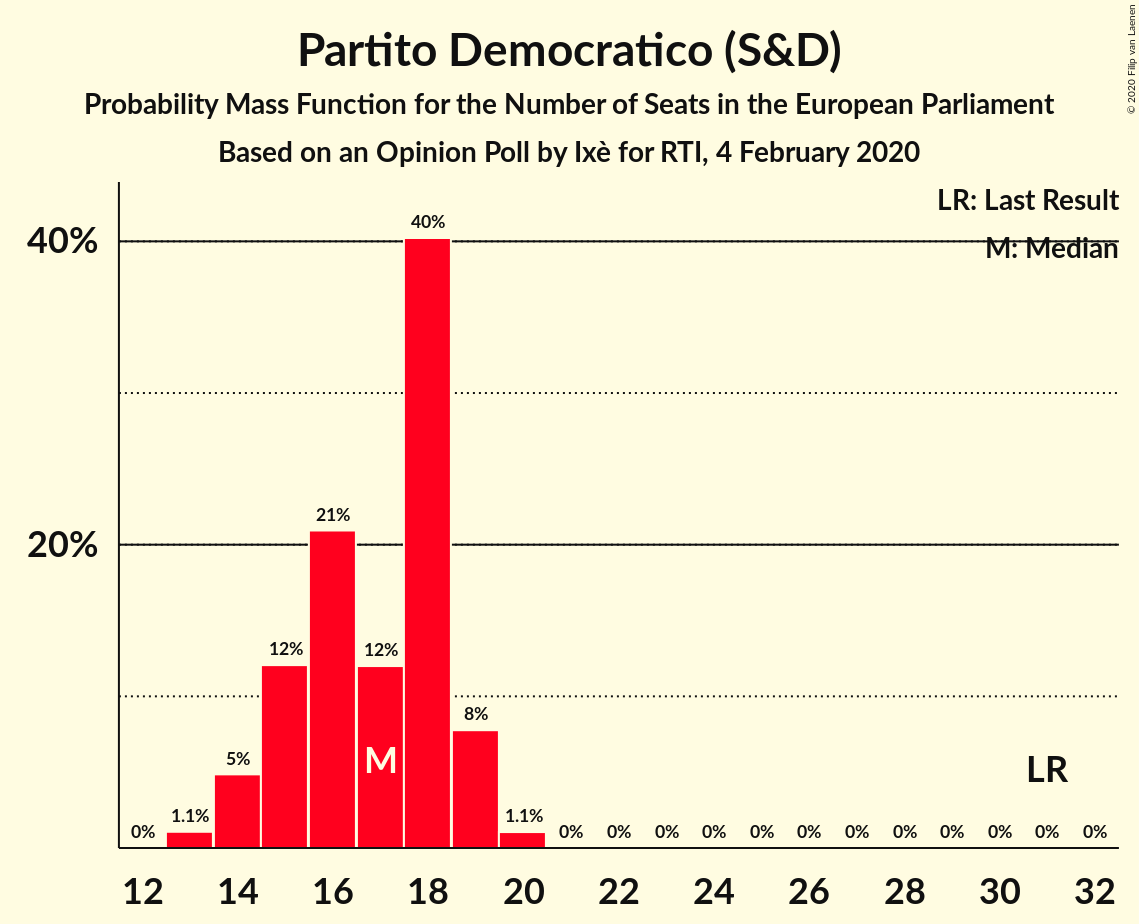 Partito Democratico (S&D)
Probability Mass Function for the Number of Seats in the European Parliament
Based on an Opinion Poll by Ixè for RTI, 4 February 2020
© 2020 Filip van Laenen
LR: Last Result
M: Median
40%
20%
0% 1.1% 5% 12% 21% 12% 40% 8% 1.1% 0% 0% 0% 0% 0% 0% 0% 0% 0% 0% 0% 0%
M
LR
12 14 16 18 20 22 24 26 28 30 32